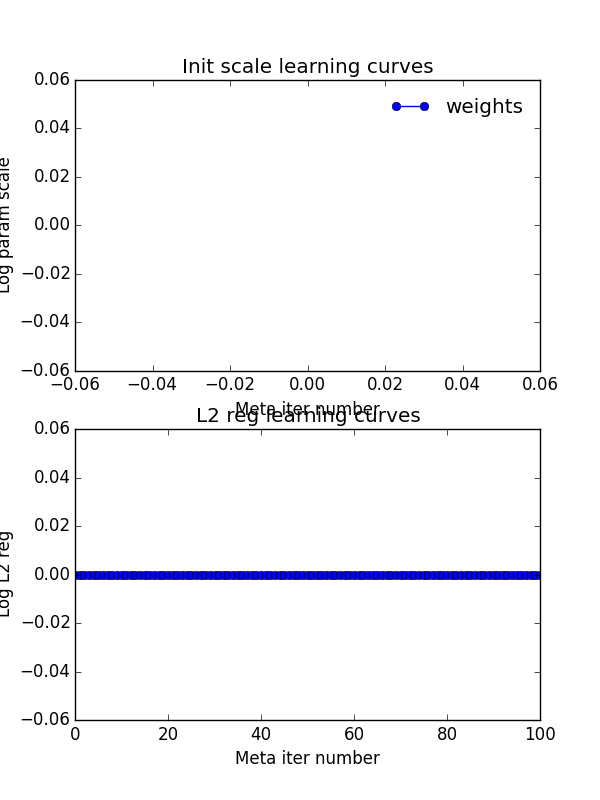 Init scale learning curves
0.06
weights
0.04
0.02
0.00
−0.02
−0.04
−0.06
Log param scale
−0.06 −0.04 −0.02 0.00 0.02 0.04 0.06
Meta iter number
L2 reg learning curves
0.06
0.04
0.02
0.00
−0.02
−0.04
−0.06
Log L2 reg
0 20 40 60 80 100
Meta iter number